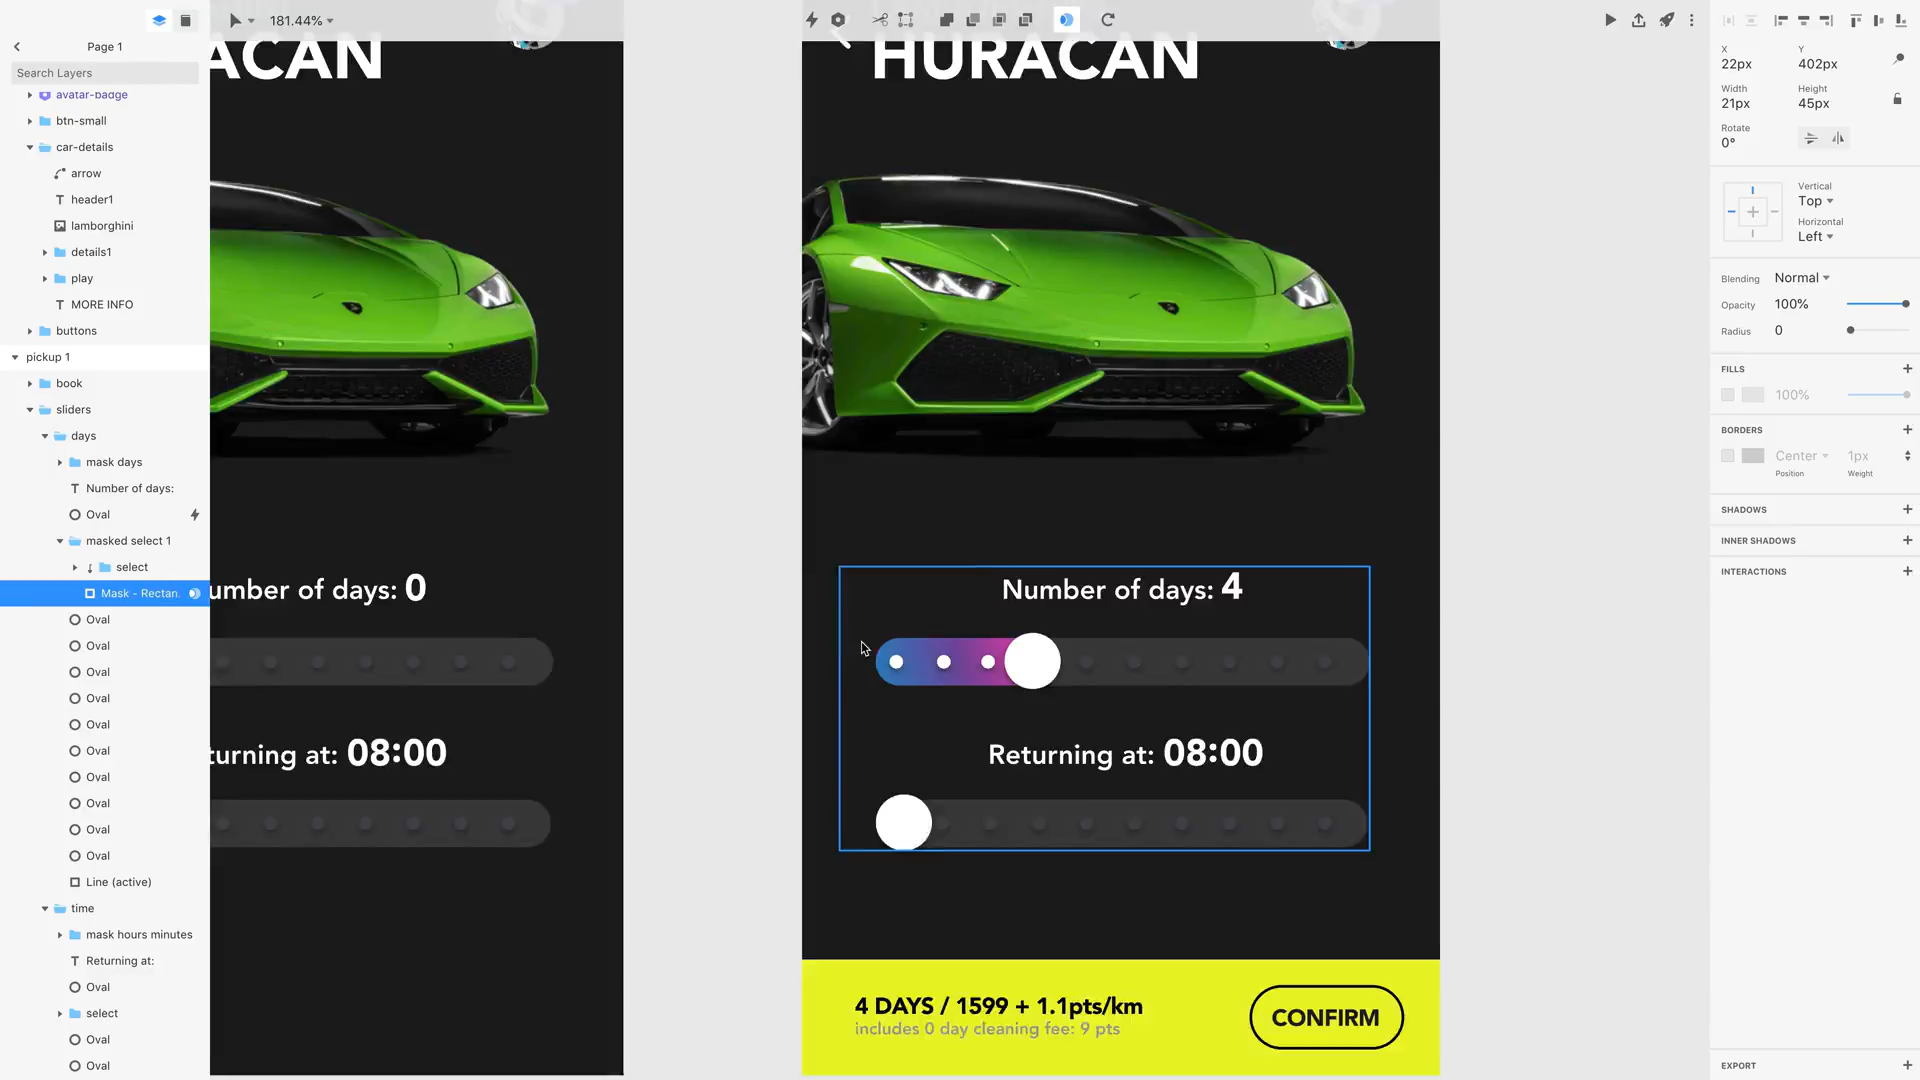 181.44%
Page 1
Search Layers
avatar-badge
btn-small
car-details
arrow
header1
lamborghini
details1
play
MORE INFO
buttons
pickup 1
book
sliders
days
mask days
Number of days:
Oval
masked select 1
select
Mask - Rectan.
Oval
Oval
Oval
Oval
Oval
Oval
Oval
Oval
Oval
Oval
Line (active)
time
mask hours minutes
Returning at:
Oval
select
Oval
Oval
ACAN
umber of days: 0
turning at: 08:00
HURACAN
Number of days: 4
Returning at: 08:00
4 DAYS / 1599 + 1.1pts/km
includes 0 day cleaning fee: 9 pts
CONFIRM
X
Y
22px
402px
Width
Height
21px
45px
Rotate
0°
Vertical
Top
Horizontal
Left
Blending
Normal
Opacity
100%
Radius
0
FILLS
100%
BORDERS
Center
1px
Position
Weight
SHADOWS
INNER SHADOWS
INTERACTIONS
EXPORT